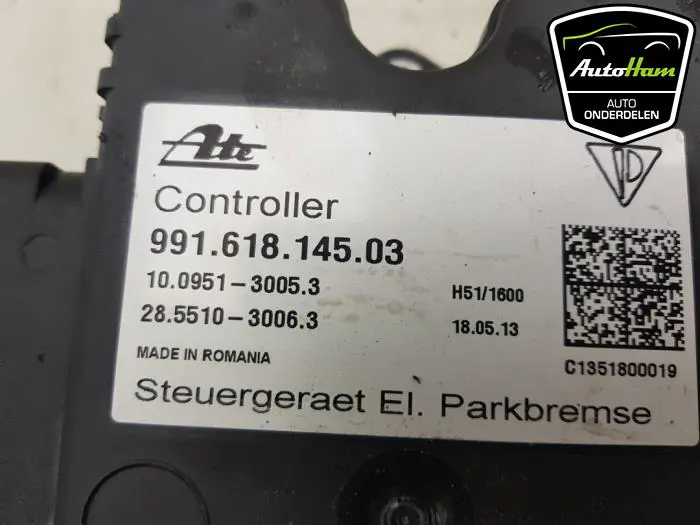 AutoHam
AUTO
ONDERDELEN
Ate
Controller
991.618.145.03
10.0951-3005.3
H51/1600
28.5510-3006.3
18.05.13
MADE IN ROMANIA
C1351800019
Steuergeraet El. Parkbremse